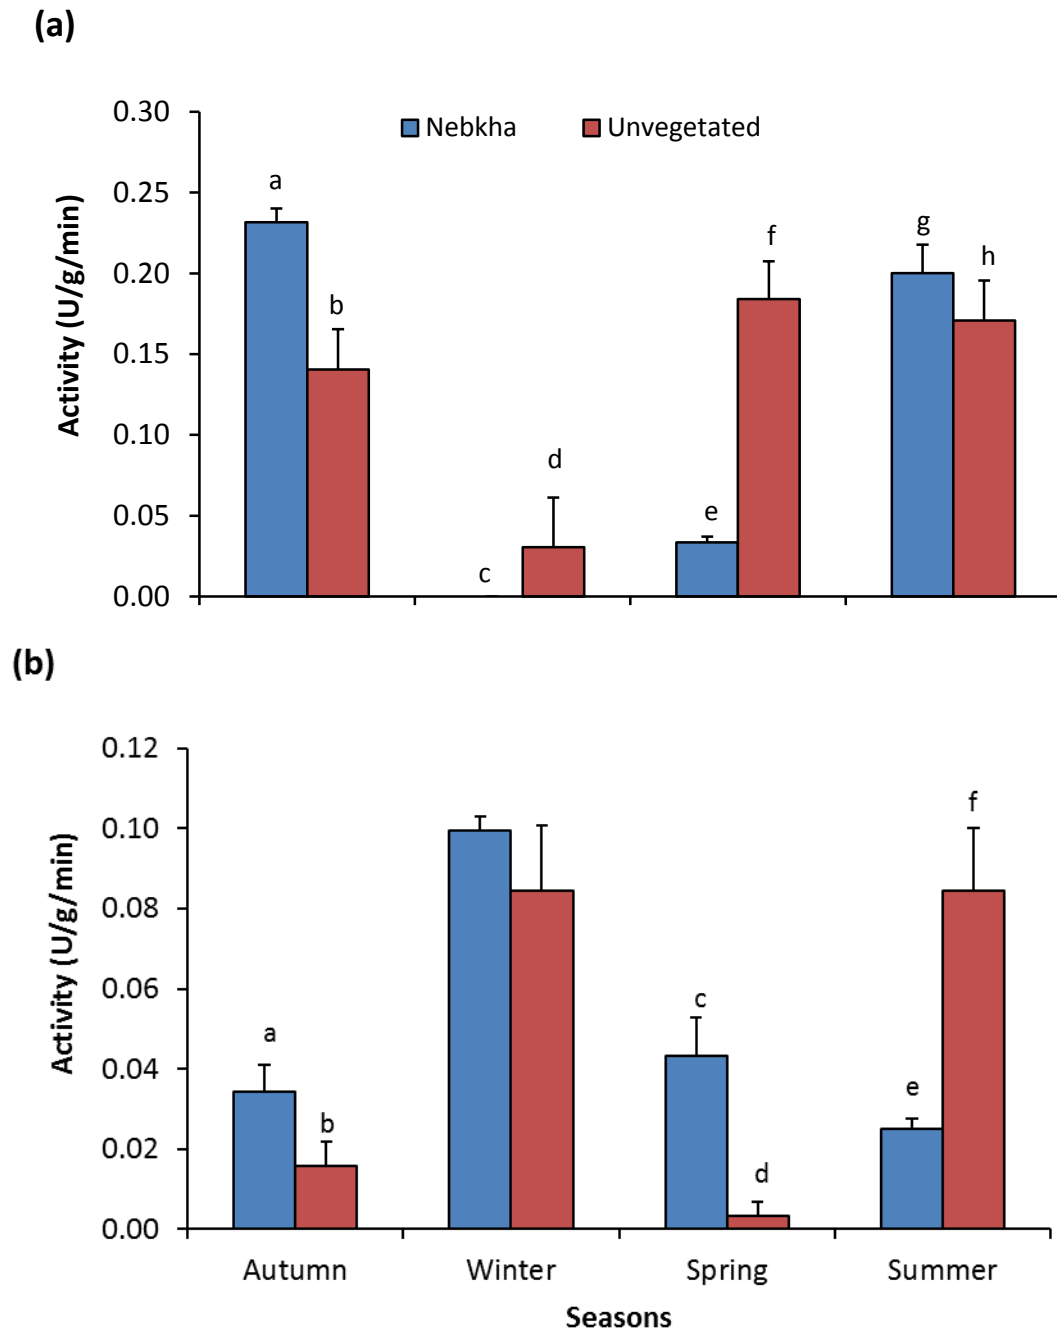 (a)
0.30
0.25
0.20
0.15
0.10
0.05
0.00
Activity (U/g/min)
Nebkha Unvegetated
a
b
c
d
e
f
g
h
(b)
0.12
0.10
0.08
0.06
0.04
0.02
0.00
Activity (U/g/min)
a
b
c
d
e
f
Autumn Winter Spring Summer
Seasons